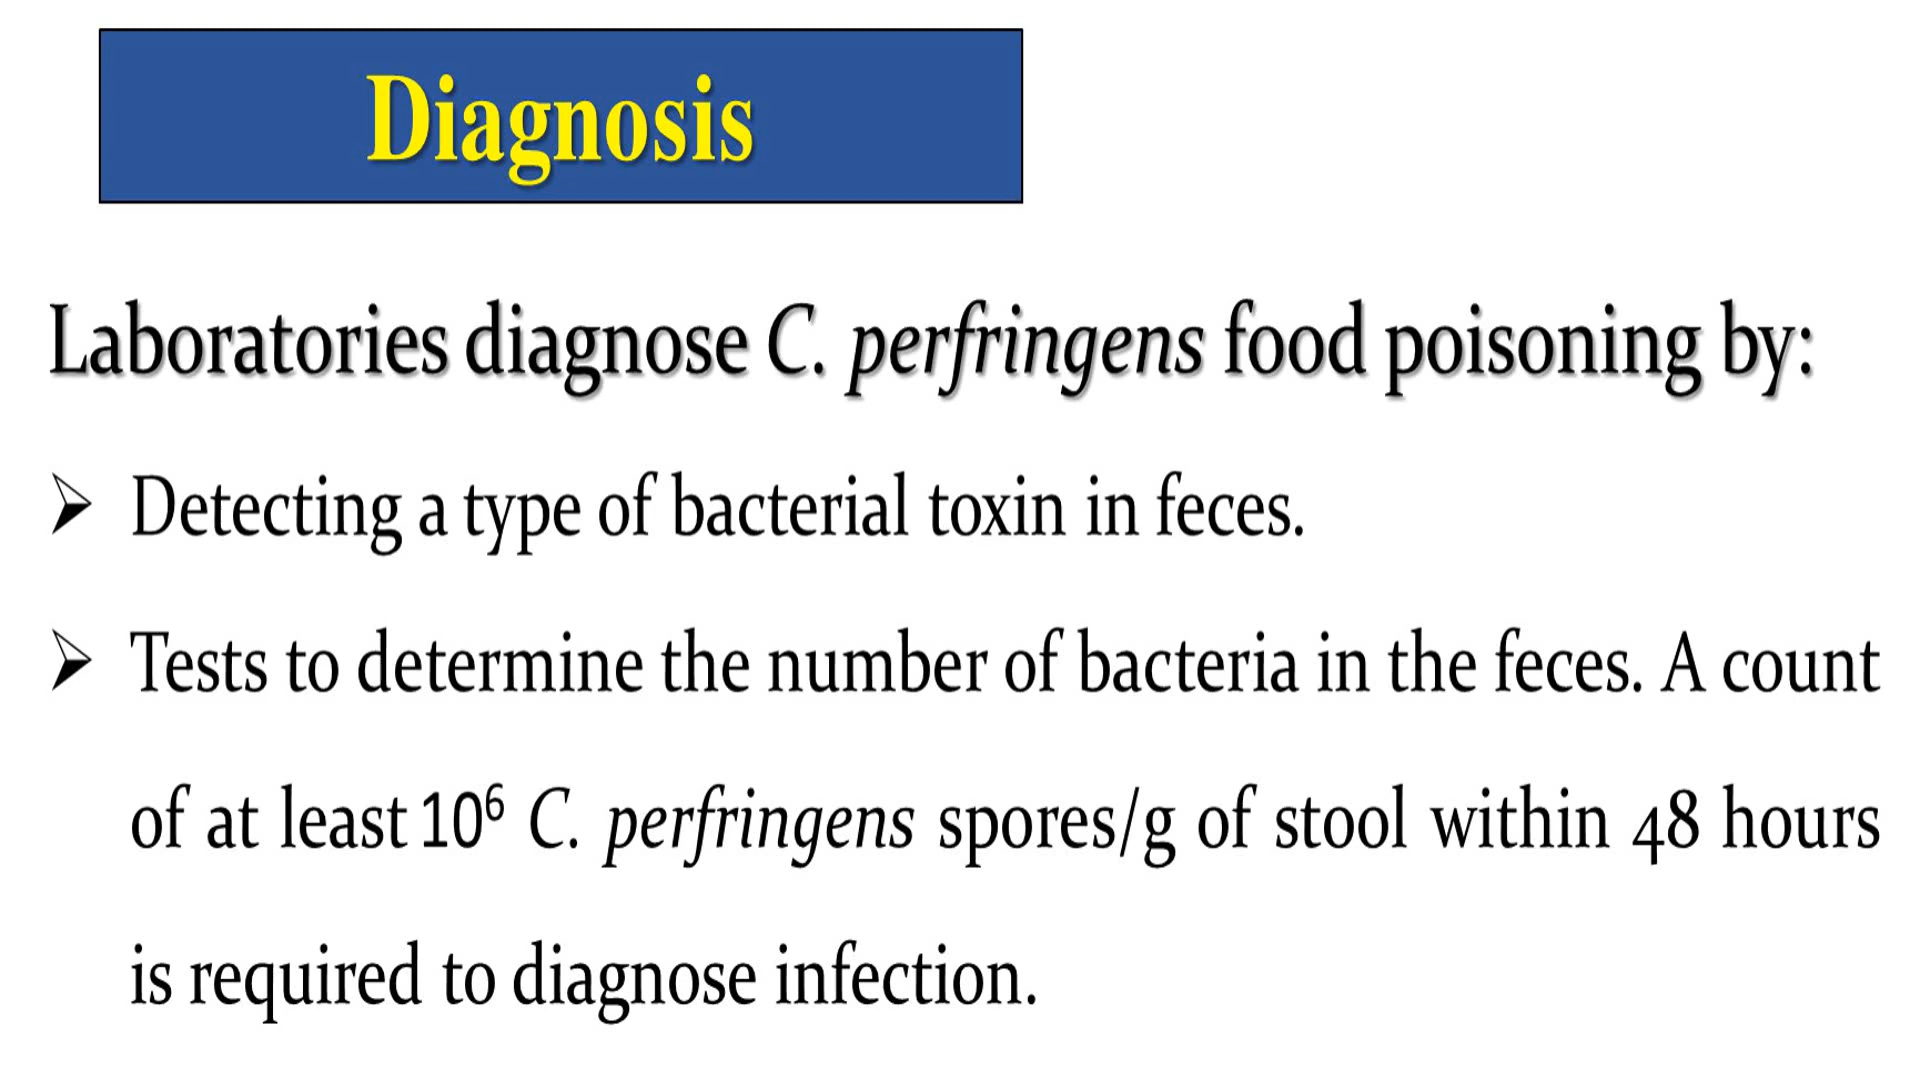 Diagnosis
Laboratories diagnose C. perfringens food poisoning by:
➢ Detecting a type of bacterial toxin in feces.
➢ Tests to determine the number of bacteria in the feces. A count
of at least 10⁶ C. perfringens spores/g of stool within 48 hours
is required to diagnose infection.